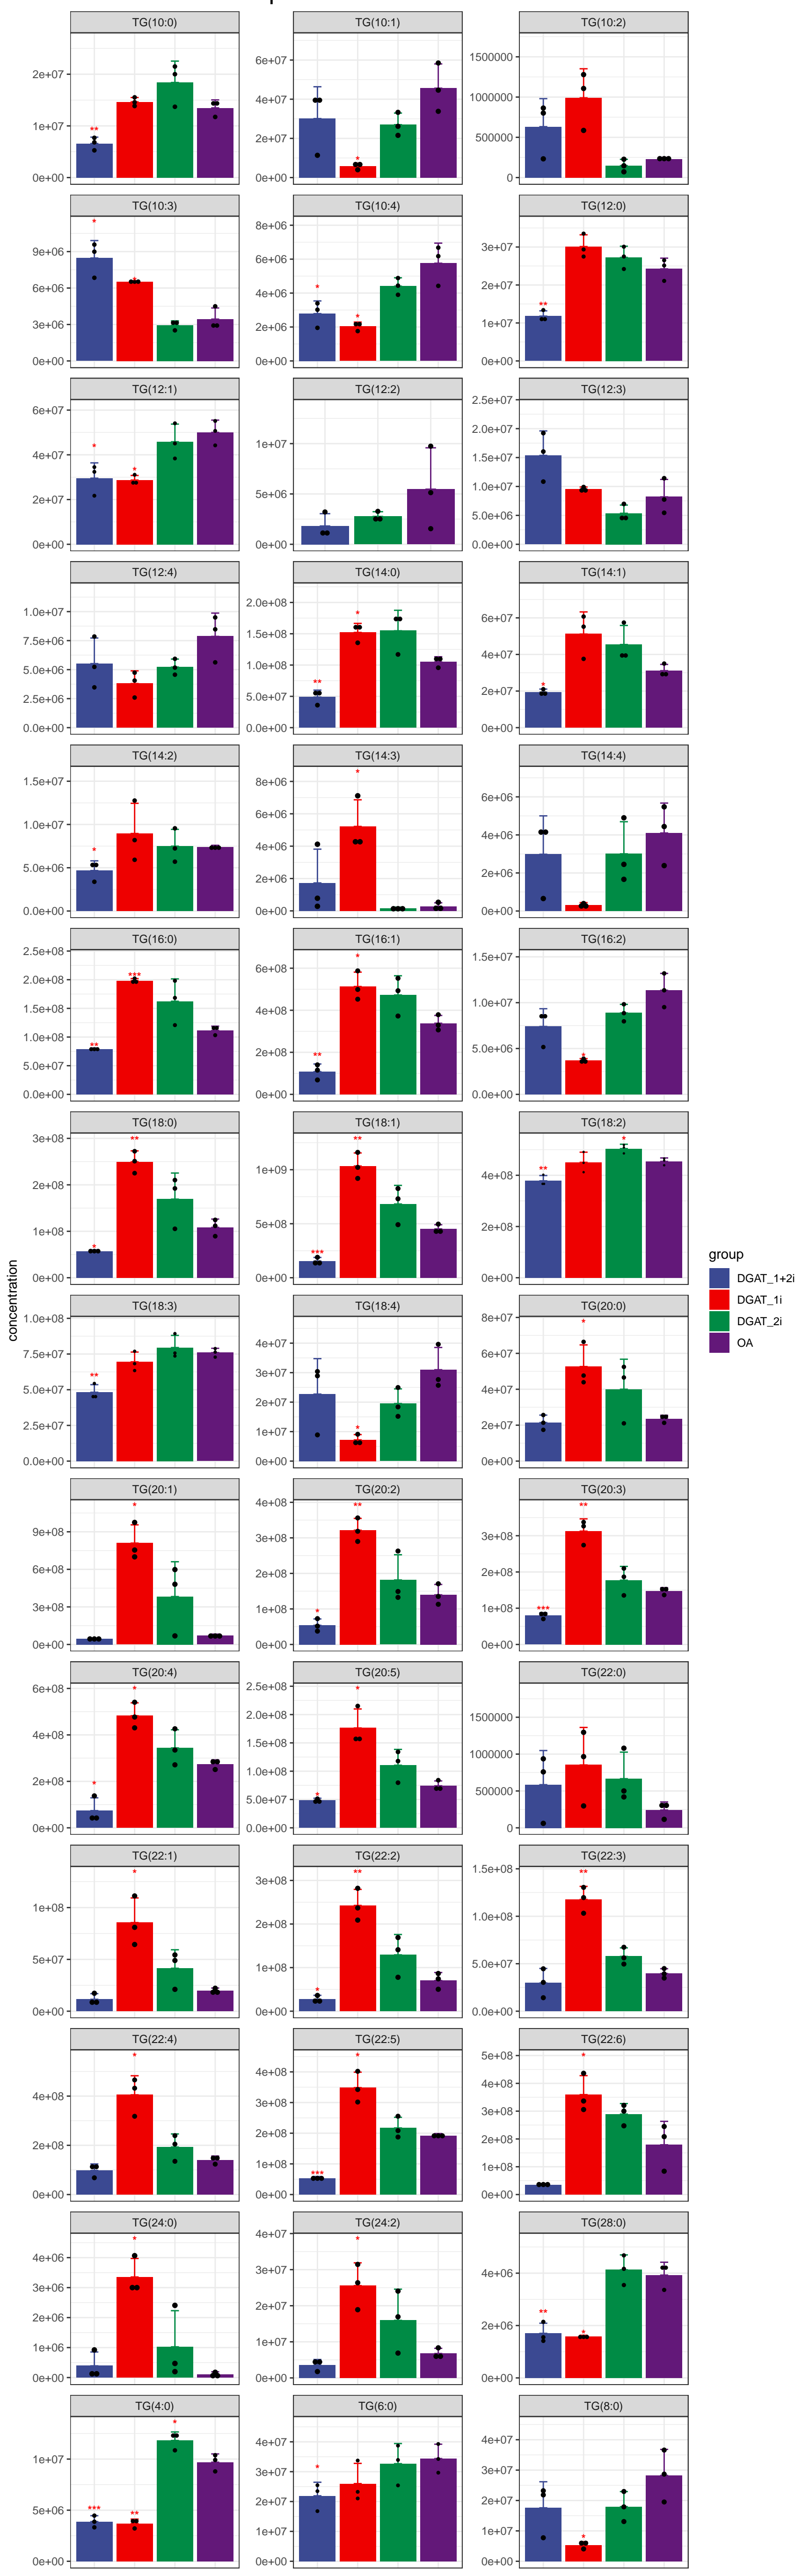 TG(10:0)
2e+07
1e+07
0e+00
TG(10:1)
6e+07
4e+07
2e+07
0e+00
TG(10:2)
1500000
1000000
500000
0
TG(10:3)
9e+06
6e+06
3e+06
0e+00
TG(10:4)
8e+06
6e+06
4e+06
2e+06
0e+00
TG(12:0)
3e+07
2e+07
1e+07
0e+00
TG(12:1)
6e+07
4e+07
2e+07
0e+00
TG(12:2)
1e+07
5e+06
0e+00
TG(12:3)
2.5e+07
2.0e+07
1.5e+07
1.0e+07
5.0e+06
0.0e+00
TG(12:4)
1.0e+07
7.5e+06
5.0e+06
2.5e+06
0.0e+00
TG(14:0)
2.0e+08
1.5e+08
1.0e+08
5.0e+07
0.0e+00
TG(14:1)
6e+07
4e+07
2e+07
0e+00
TG(14:2)
1.5e+07
1.0e+07
5.0e+06
0.0e+00
TG(14:3)
8e+06
6e+06
4e+06
2e+06
0e+00
TG(14:4)
6e+06
4e+06
2e+06
0e+00
TG(16:0)
2.5e+08
2.0e+08
1.5e+08
1.0e+08
5.0e+07
0.0e+00
TG(16:1)
6e+08
4e+08
2e+08
0e+00
TG(16:2)
1.5e+07
1.0e+07
5.0e+06
0.0e+00
TG(18:0)
3e+08
2e+08
1e+08
0e+00
TG(18:1)
1e+09
5e+08
0e+00
TG(18:2)
4e+08
2e+08
0e+00
concentration
group
DGAT_1+2i
DGAT_1i
DGAT_2i
OA
TG(18:3)
1.0e+08
7.5e+07
5.0e+07
2.5e+07
0.0e+00
TG(18:4)
4e+07
3e+07
2e+07
1e+07
0e+00
TG(20:0)
8e+07
6e+07
4e+07
2e+07
0e+00
TG(20:1)
9e+08
6e+08
3e+08
0e+00
TG(20:2)
4e+08
3e+08
2e+08
1e+08
0e+00
TG(20:3)
3e+08
2e+08
1e+08
0e+00
TG(20:4)
6e+08
4e+08
2e+08
0e+00
TG(20:5)
2.5e+08
2.0e+08
1.5e+08
1.0e+08
5.0e+07
0.0e+00
TG(22:0)
1500000
1000000
500000
0
TG(22:1)
1e+08
5e+07
0e+00
TG(22:2)
3e+08
2e+08
1e+08
0e+00
TG(22:3)
1.5e+08
1.0e+08
5.0e+07
0.0e+00
TG(22:4)
4e+08
2e+08
0e+00
TG(22:5)
4e+08
3e+08
2e+08
1e+08
0e+00
TG(22:6)
5e+08
4e+08
3e+08
2e+08
1e+08
0e+00
TG(24:0)
4e+06
3e+06
2e+06
1e+06
0e+00
TG(24:2)
4e+07
3e+07
2e+07
1e+07
0e+00
TG(28:0)
4e+06
2e+06
0e+00
TG(4:0)
1e+07
5e+06
0e+00
TG(6:0)
4e+07
3e+07
2e+07
1e+07
0e+00
TG(8:0)
4e+07
3e+07
2e+07
1e+07
0e+00